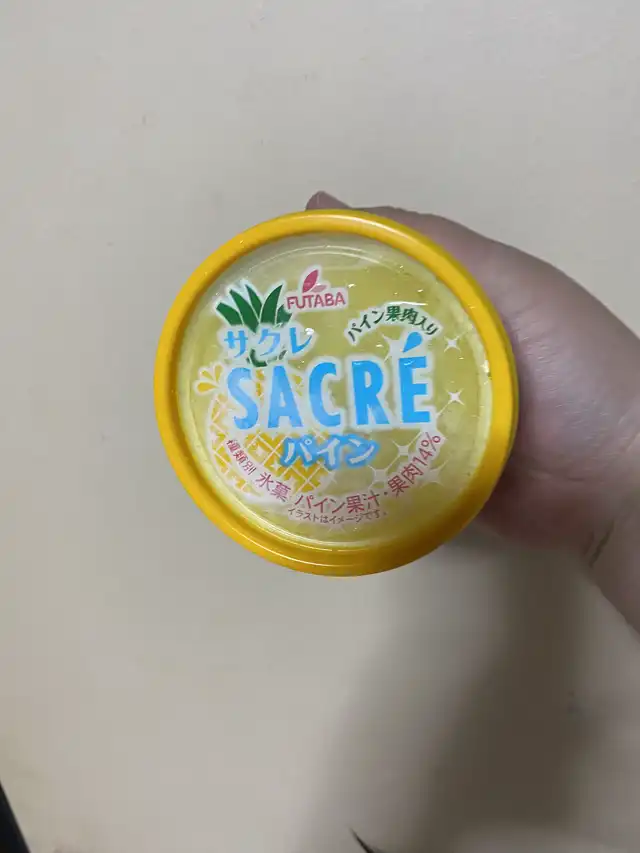 FUTABA
パイン果肉入り
サクレ
SACRÉ
パイン
種類別 氷菓 パイン果汁・果肉14%
イラストはイメージです。